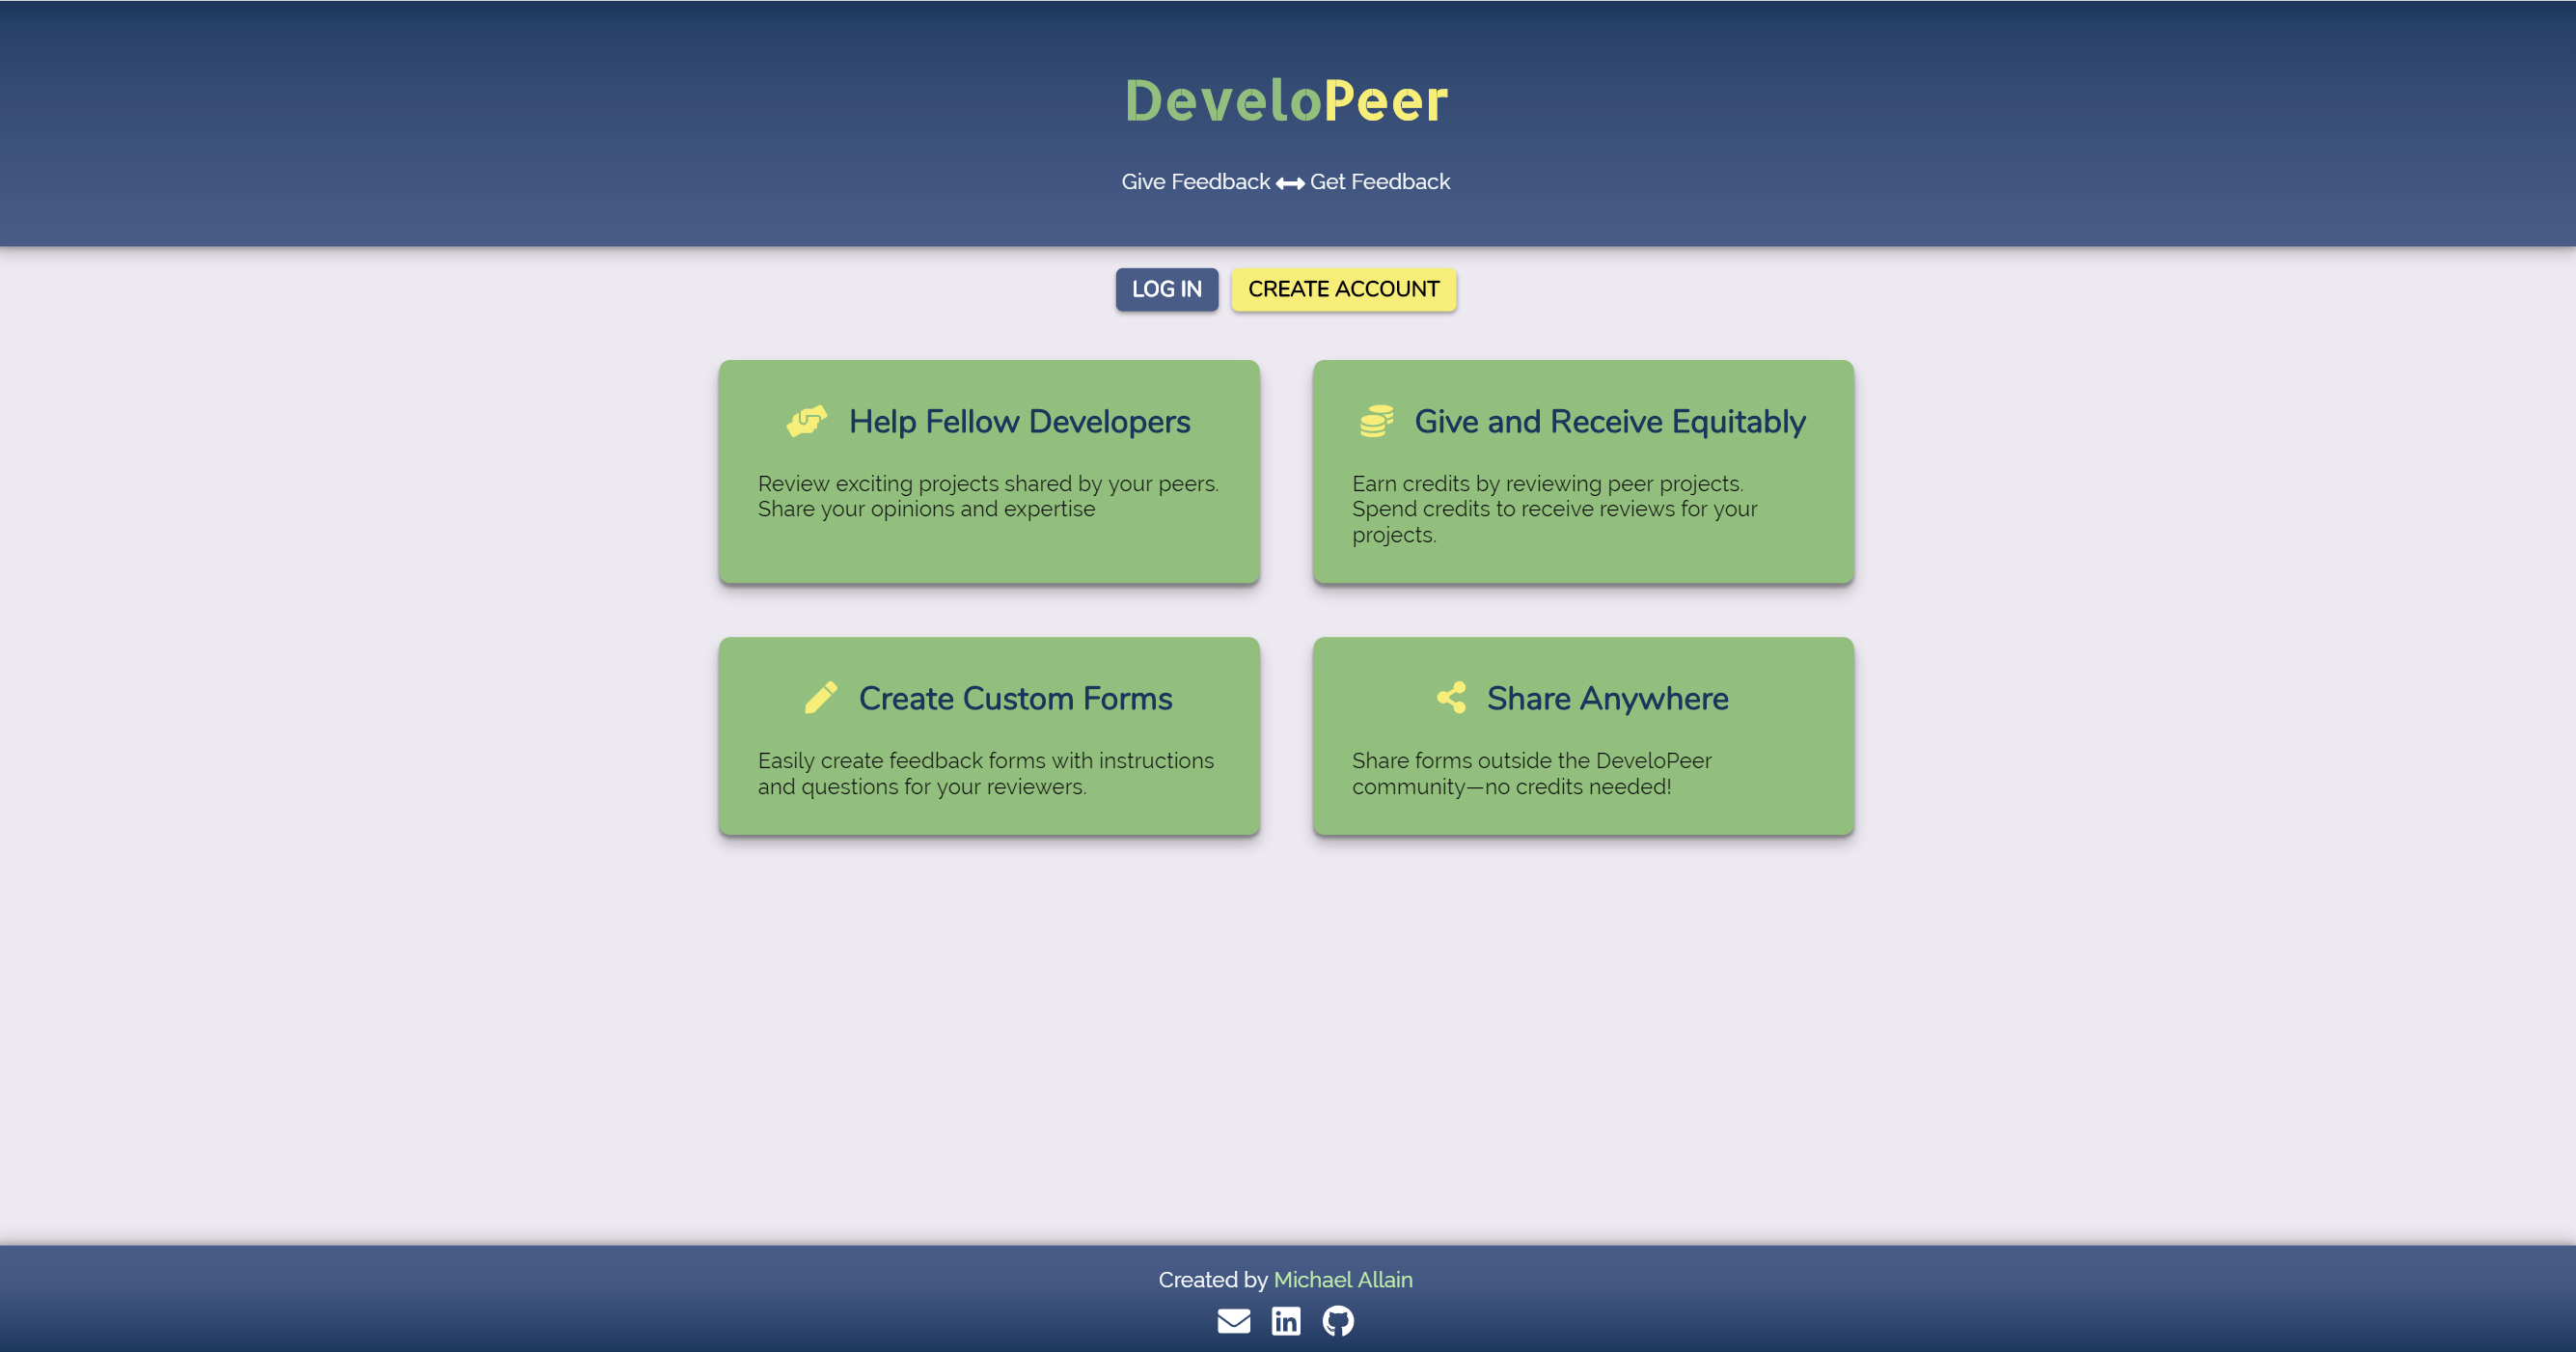 DeveloPeer
Give Feedback Get Feedback
LOG IN
CREATE ACCOUNT
Help Fellow Developers
Review exciting projects shared by your peers.
Share your opinions and expertise
Give and Receive Equitably
Earn credits by reviewing peer projects.
Spend credits to receive reviews for your
projects.
Create Custom Forms
Easily create feedback forms with instructions
and questions for your reviewers.
Share Anywhere
Share forms outside the DeveloPeer
community—no credits needed!
Created by Michael Allain
in